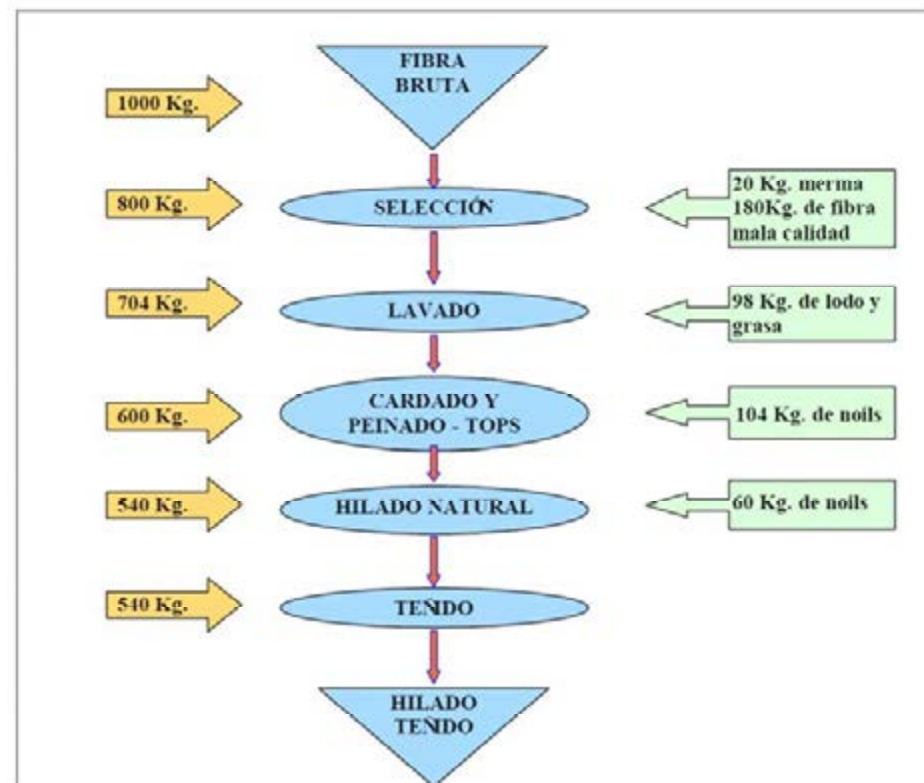 FIBRA
BRUTA
1000 Kg.
800 Kg.
SELECCIÓN
20 Kg. merma
180Kg. de fibra
mala calidad
704 Kg.
LAVADO
98 Kg. de lodo y
grasa
600 Kg.
CARDADO Y
PEINADO - TOPS
104 Kg. de noils
540 Kg.
HILADO NATURAL
60 Kg. de noils
540 Kg.
TEÑIDO
HILADO
TEÑIDO